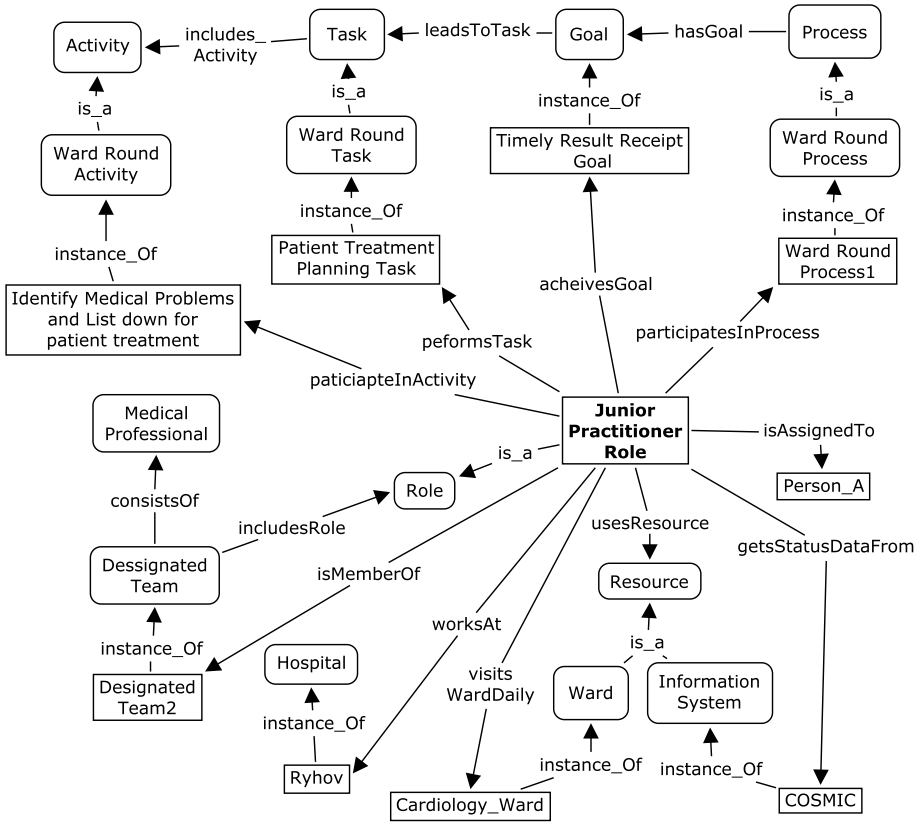 Activity
includes_
Activity
Task
leadsToTask
Goal
hasGoal
Process
is_a
is_a
instance_Of
is_a
Ward Round
Activity
Ward Round
Task
Timely Result Receipt
Goal
Ward Round
Process
instance_Of
instance_Of
instance_Of
Identify Medical Problems
and List down for
patient treatment
Patient Treatment
Planning Task
Ward Round
Process1
acheivesGoal
peformsTask
participatesInProcess
paticiapteInActivity
Junior
Practitioner
Role
Medical
Professional
is_a
isAssignedTo
Role
Person_A
consistsOf
includesRole
usesResource
getsStatusDataFrom
Dessignated
Team
isMemberOf
Resource
instance_Of
worksAt
is_a
Hospital
visits
WardDaily
Ward
Information
System
Designated
Team2
instance_Of
instance_Of
instance_Of
Ryhov
Cardiology_Ward
COSMIC